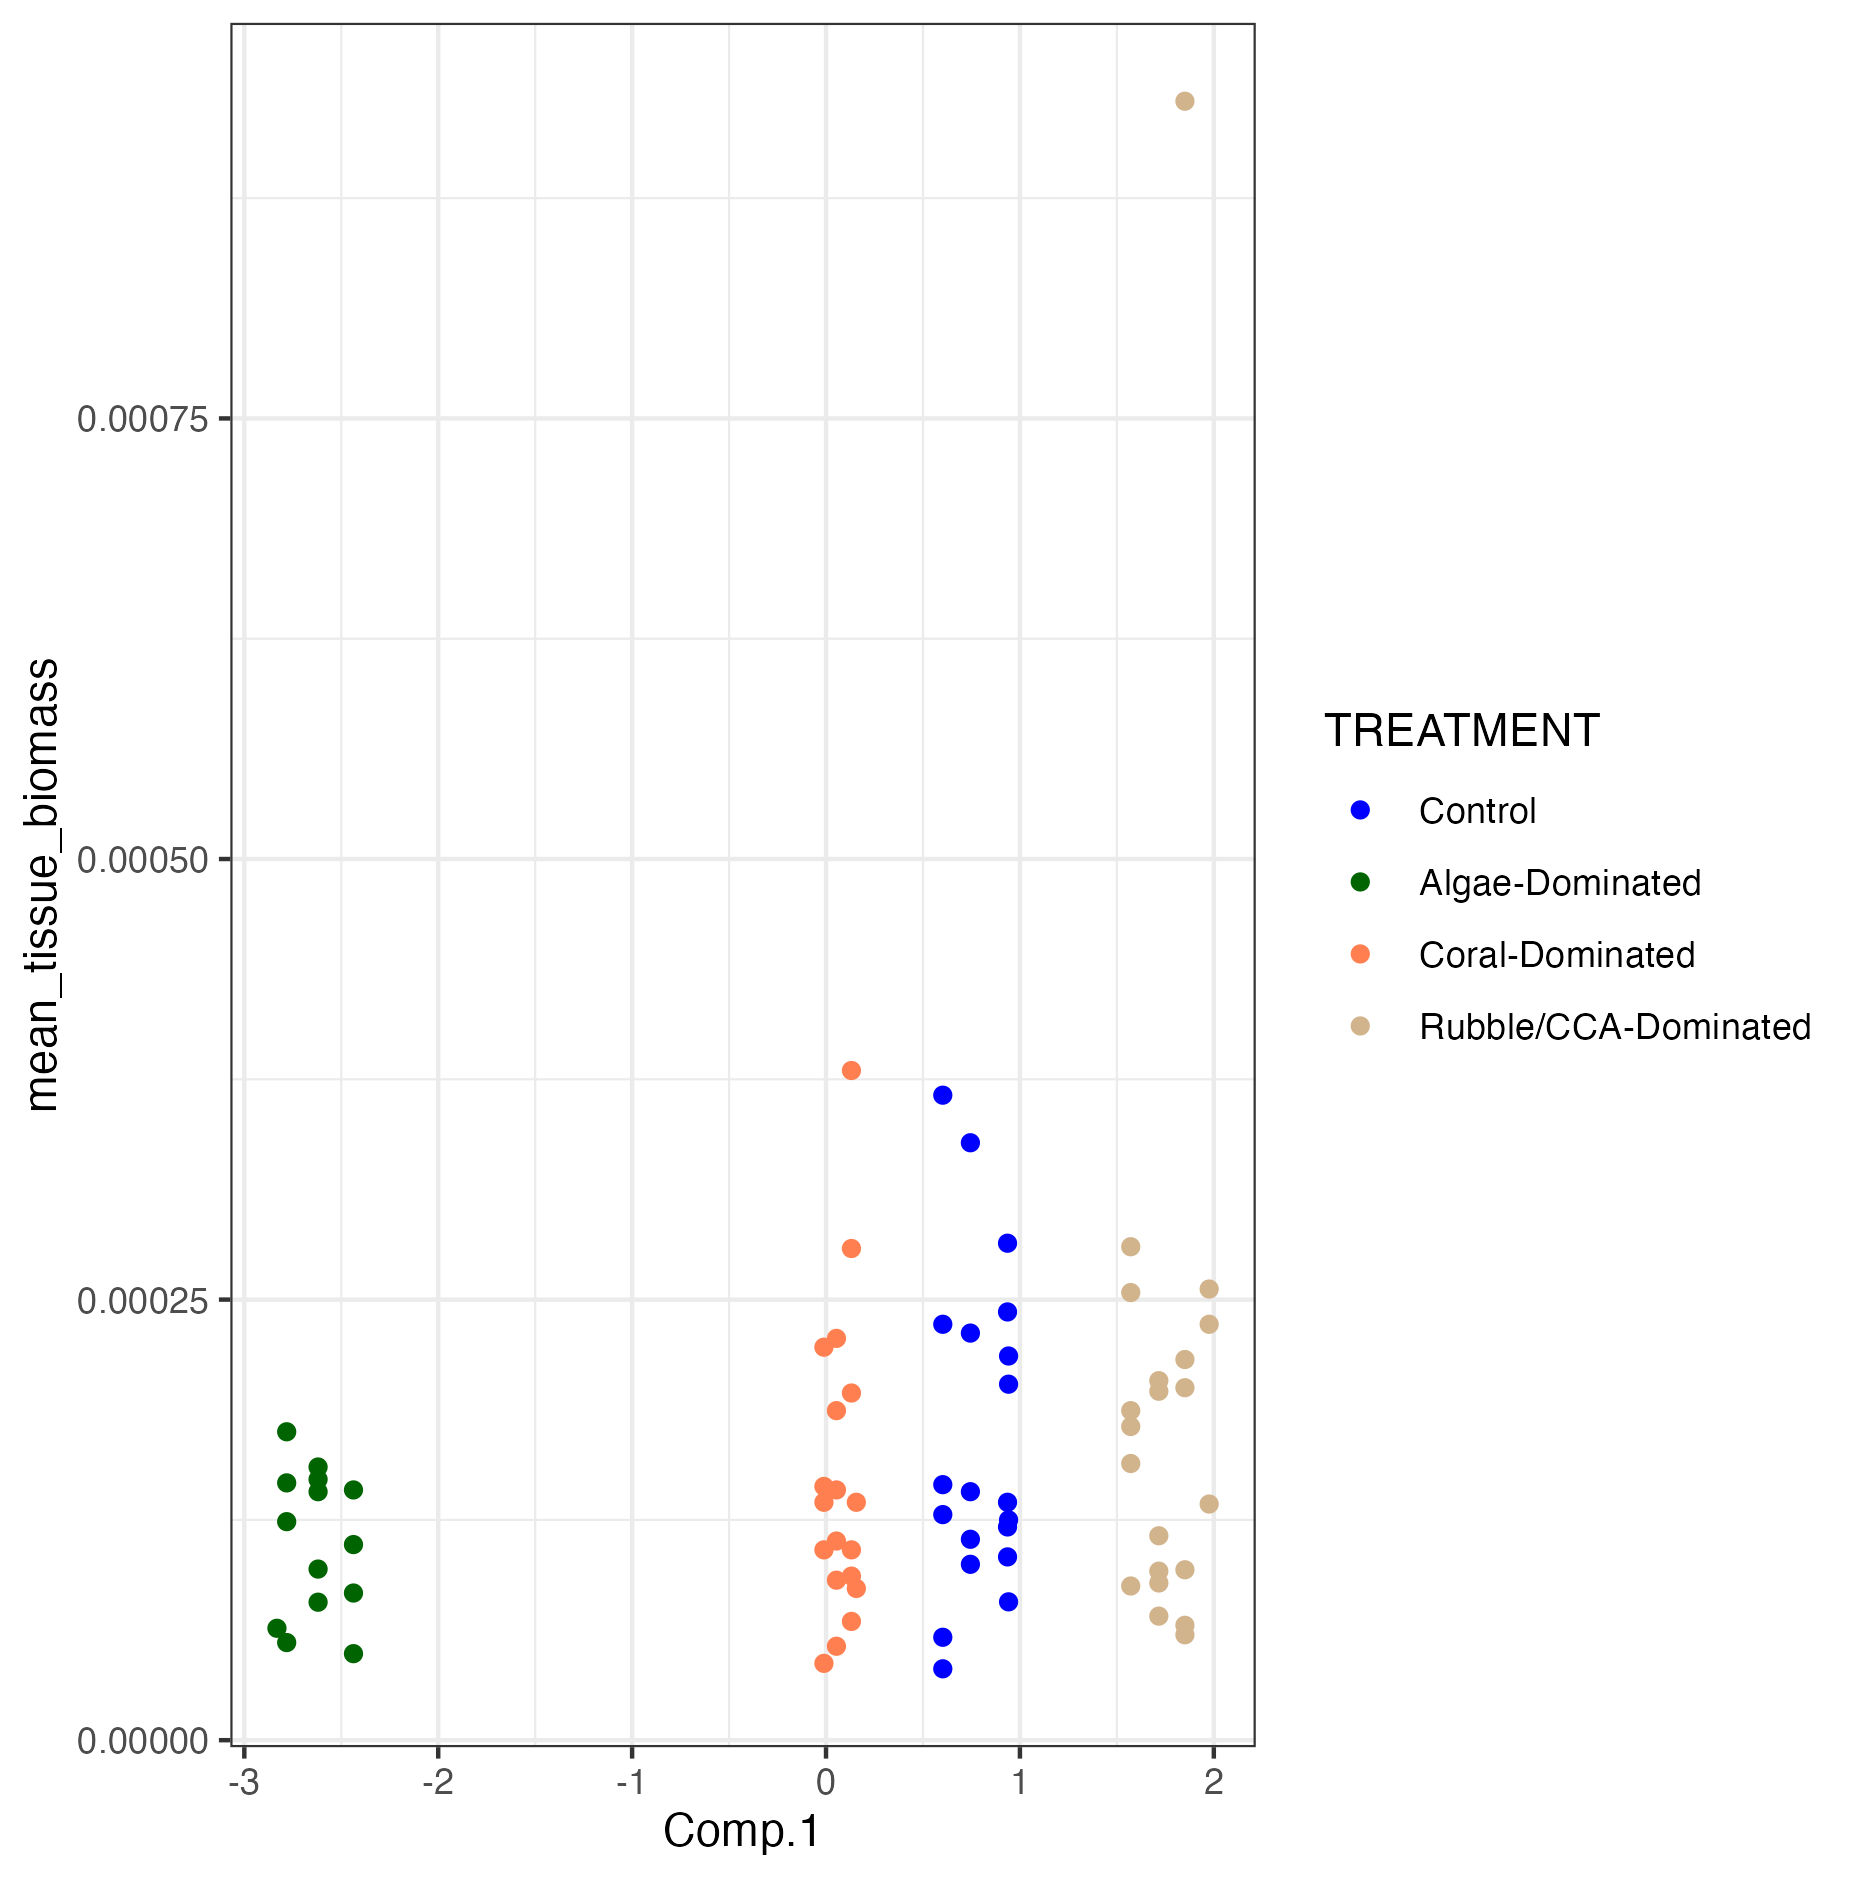 mean_tissue_biomass
0.00075
0.00050
0.00025
0.00000
-3 -2 -1 0 1 2
Comp.1
TREATMENT
Control
Algae-Dominated
Coral-Dominated
Rubble/CCA-Dominated